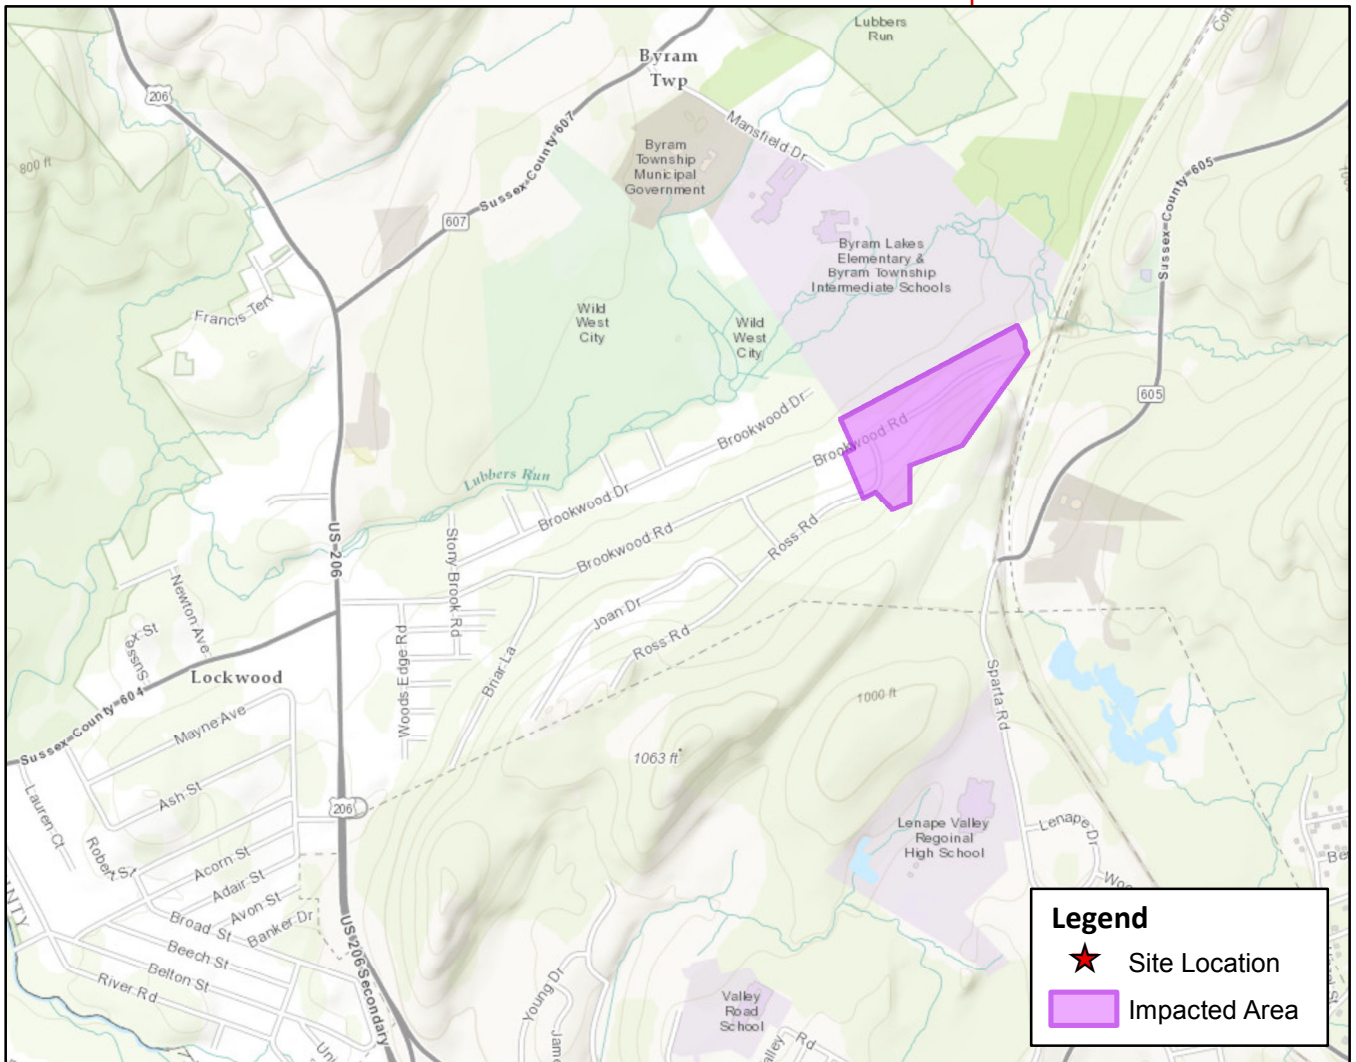 Lubbers
Run
Byram
Twp
206
Mansfield Dr
800 ft
Byram
Township
Municipal
Government
Sussex-County-607
607
Sussex-County-605
Byram Lakes
Elementary &
Byram Township
Intermediate Schools
Francis Ter
Wild
West
City
Wild
West
City
605
Brookwood Dr
Brookwood Rd
Lubbers Run
Brookwood Dr
US-206
Stony Brook Rd
Brookwood Rd
Ross Rd
Newton Ave
Sussex St
Joan Dr
Woods Edge Rd
Ross Rd
Briar La
Lockwood
Sparta Rd
Sussex-County-604
Mayne Ave
1000 ft
1063 ft
Ash St
Lauren Ct
206
Robert St
Lenape Valley
Regoinal
High School
Lenape Dr
Acorn St
Adair St
Avon St
Broad St
Banker Dr
Beech St
Belton St
River Rd
US-206 Secondary
Young Dr
Valley
Road
School
Rd
Legend
Site Location
Impacted Area